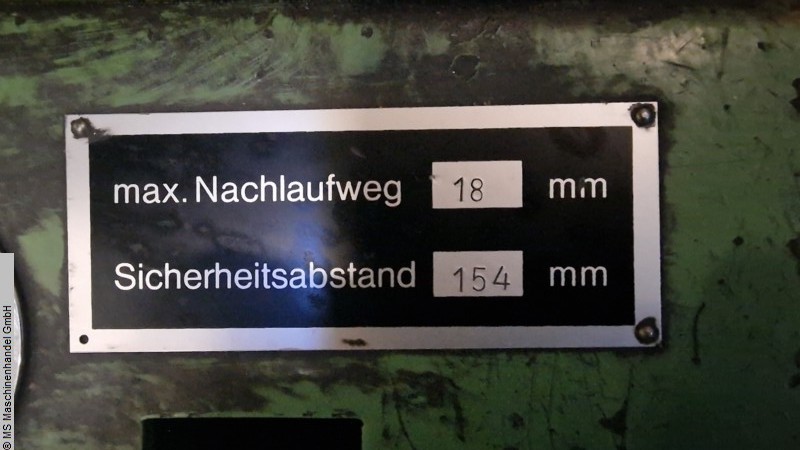 max. Nachlaufweg 18 mm
Sicherheitsabstand 154 mm
© MS Maschinenhandel GmbH